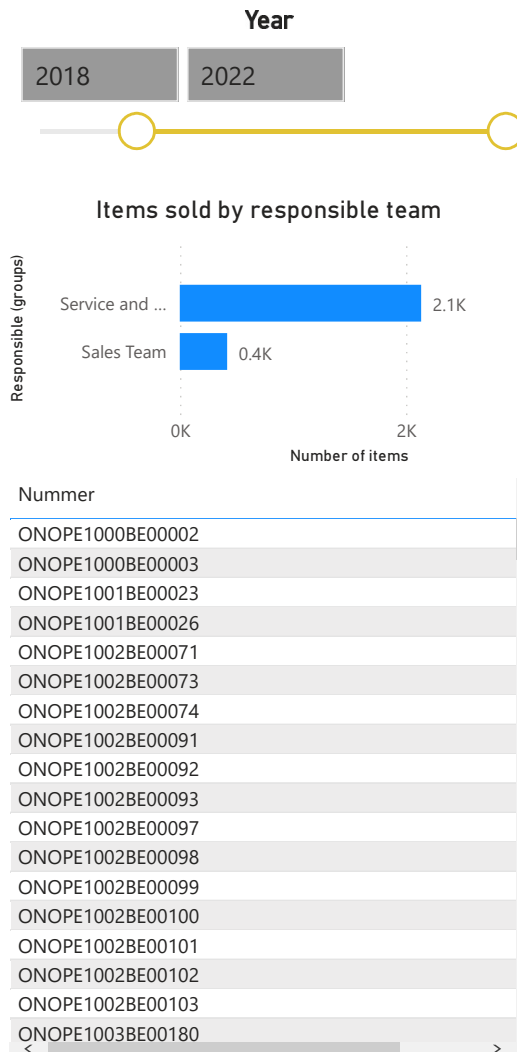 Year
2018 2022
Items sold by responsible team
Responsible (groups)
Service and ... 2.1K
Sales Team 0.4K
0K 2K
Number of items
Nummer
ONOPE1000BE00002
ONOPE1000BE00003
ONOPE1001BE00023
ONOPE1001BE00026
ONOPE1002BE00071
ONOPE1002BE00073
ONOPE1002BE00074
ONOPE1002BE00091
ONOPE1002BE00092
ONOPE1002BE00093
ONOPE1002BE00097
ONOPE1002BE00098
ONOPE1002BE00099
ONOPE1002BE00100
ONOPE1002BE00101
ONOPE1002BE00102
ONOPE1002BE00103
ONOPE1003BE00180